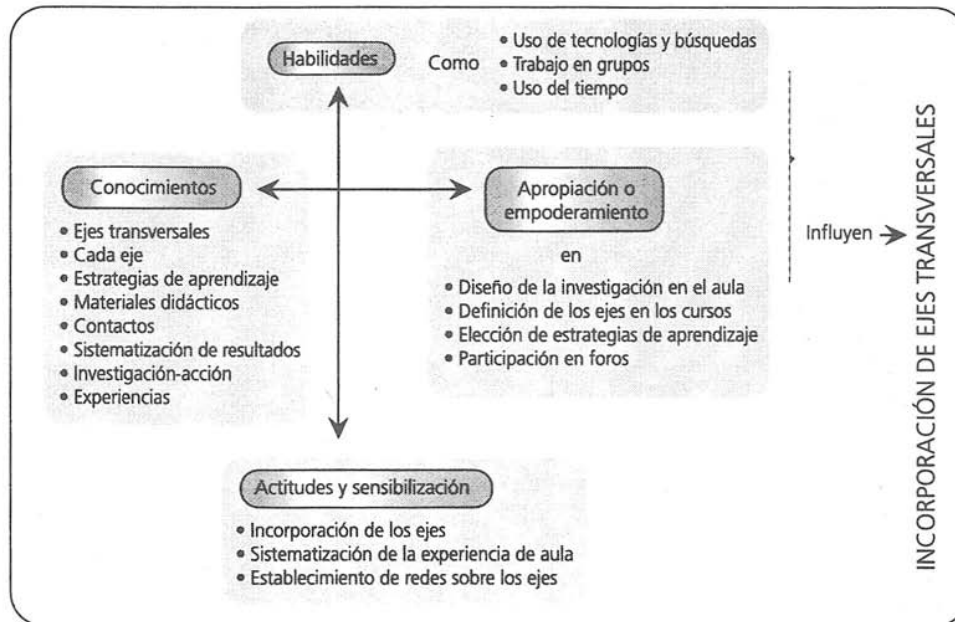 Habilidades
Como
• Uso de tecnologías y búsquedas
• Trabajo en grupos
• Uso del tiempo
Conocimientos
• Ejes transversales
• Cada eje
• Estrategias de aprendizaje
• Materiales didácticos
• Contactos
• Sistematización de resultados
• Investigación-acción
• Experiencias
Apropiación o
empoderamiento
en
• Diseño de la investigación en el aula
• Definición de los ejes en los cursos
• Elección de estrategias de aprendizaje
• Participación en foros
Actitudes y sensibilización
• Incorporación de los ejes
• Sistematización de la experiencia de aula
• Establecimiento de redes sobre los ejes
Influyen
INCORPORACIÓN DE EJES TRANSVERSALES